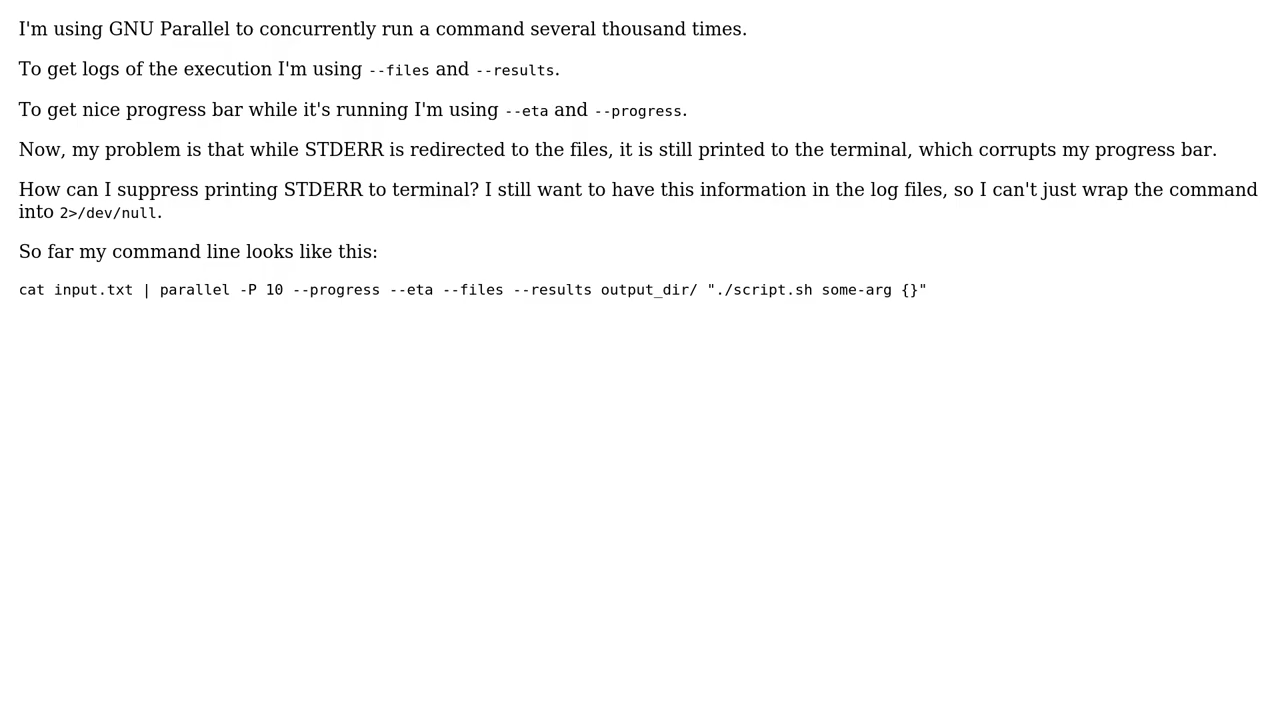 I'm using GNU Parallel to concurrently run a command several thousand times.
To get logs of the execution I'm using --files and --results.
To get nice progress bar while it's running I'm using --eta and --progress.
Now, my problem is that while STDERR is redirected to the files, it is still printed to the terminal, which corrupts my progress bar.
How can I suppress printing STDERR to terminal? I still want to have this information in the log files, so I can't just wrap the command
into 2>/dev/null.
So far my command line looks like this:
cat input.txt | parallel -P 10 --progress --eta --files --results output_dir/ "./script.sh some-arg {}"